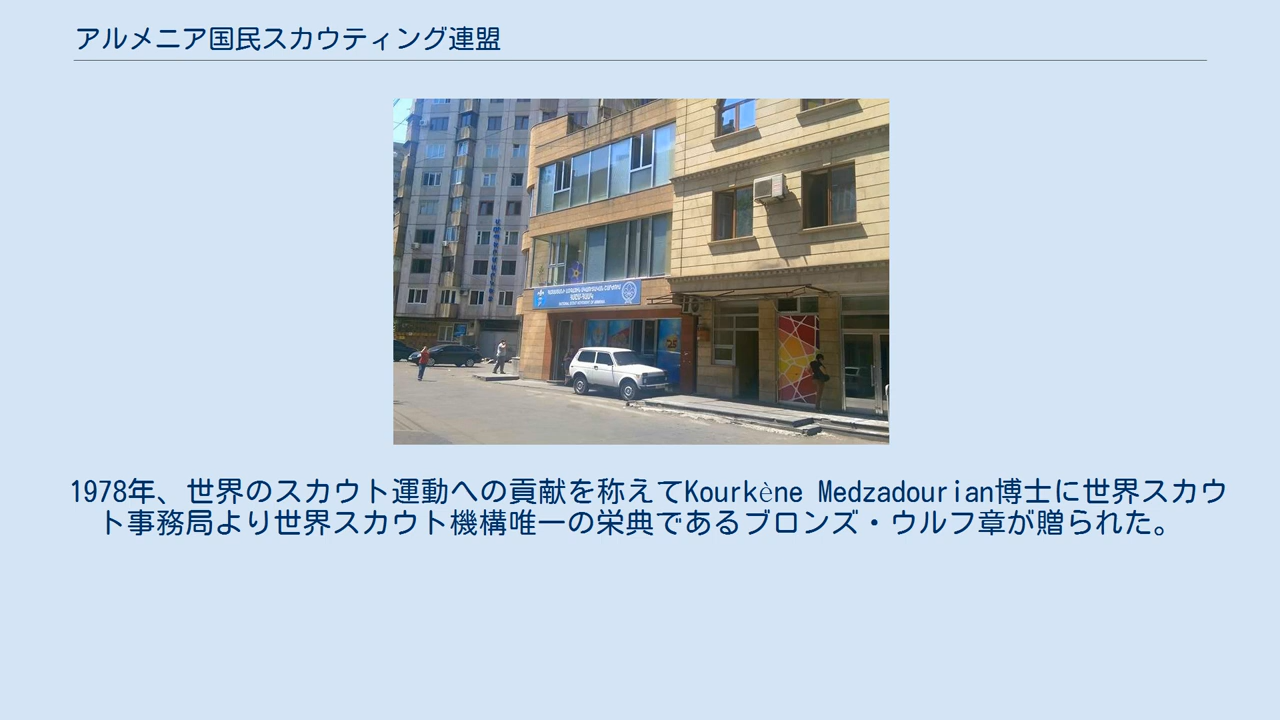 アルメニア国民スカウティング連盟
1978年、世界のスカウト運動への貢献を称えてKourkène Medzadourian博士に世界スカウ
ト事務局より世界スカウト機構唯一の栄典であるブロンズ・ウルフ章が贈られた。